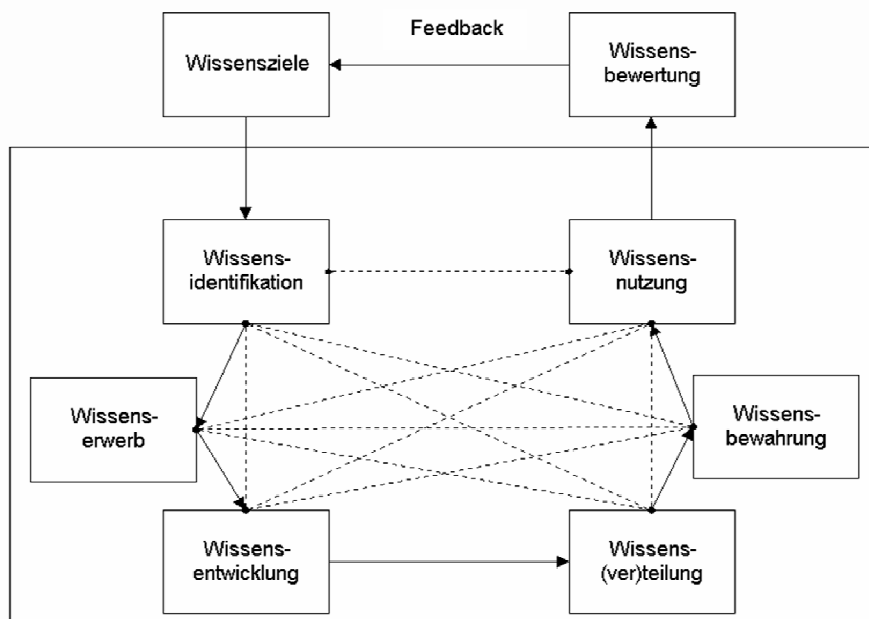 Feedback
Wissensziele
Wissens-
bewertung
Wissens-
identifikation
Wissens-
nutzung
Wissens-
erwerb
Wissens-
bewahrung
Wissens-
entwicklung
Wissens-
(ver)teilung